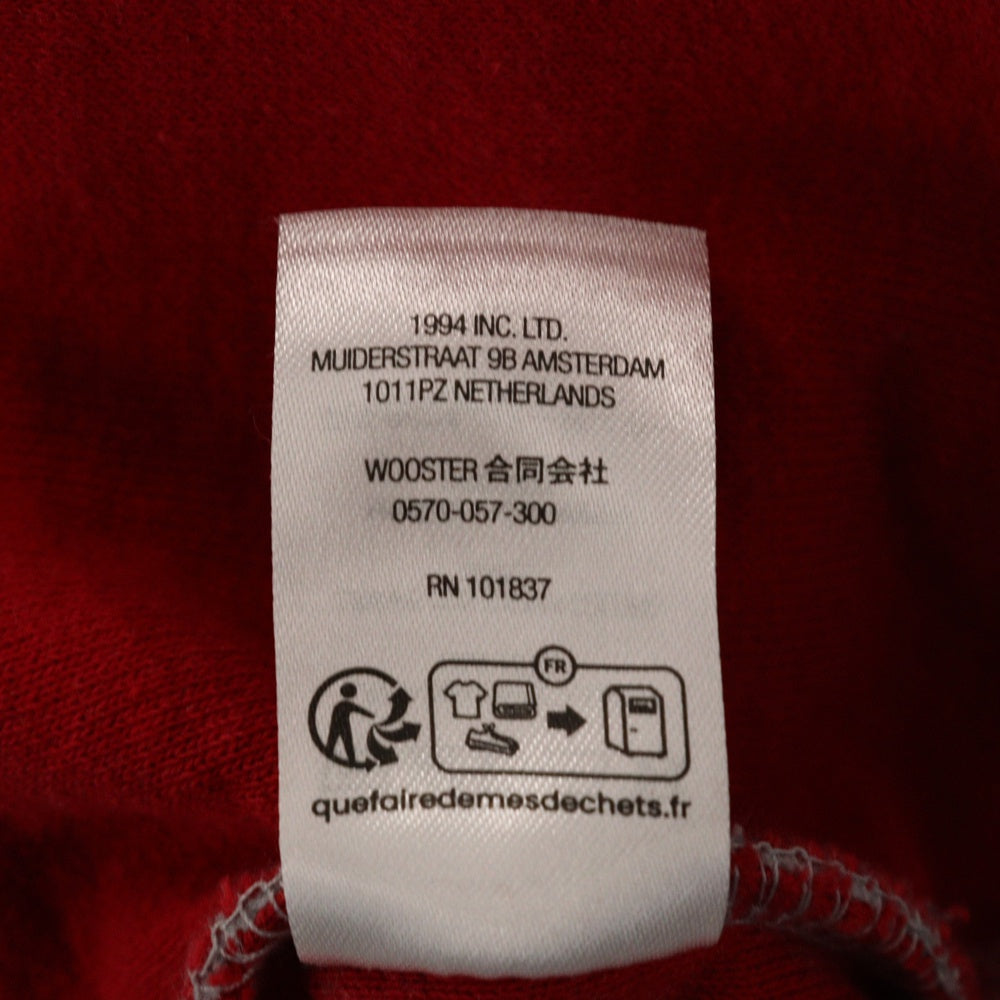 1994 INC. LTD.
MUIDERSTRAAT 9B AMSTERDAM
1011PZ NETHERLANDS
WOOSTER 合同会社
0570-057-300
RN 101837
FR
quefairedemesdechets.fr